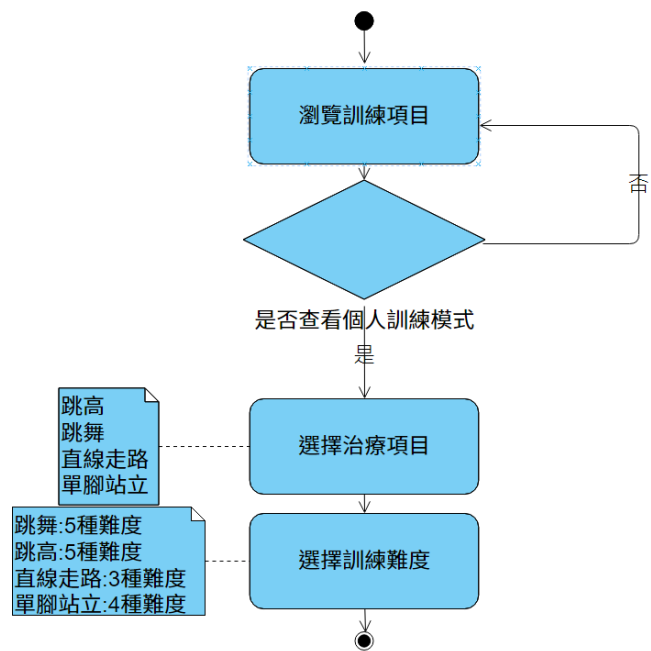 瀏覽訓練項目
否
是否查看個人訓練模式
是
跳高
跳舞
直線走路
單腳站立
選擇治療項目
跳舞:5種難度
跳高:5種難度
直線走路:3種難度
單腳站立:4種難度
選擇訓練難度